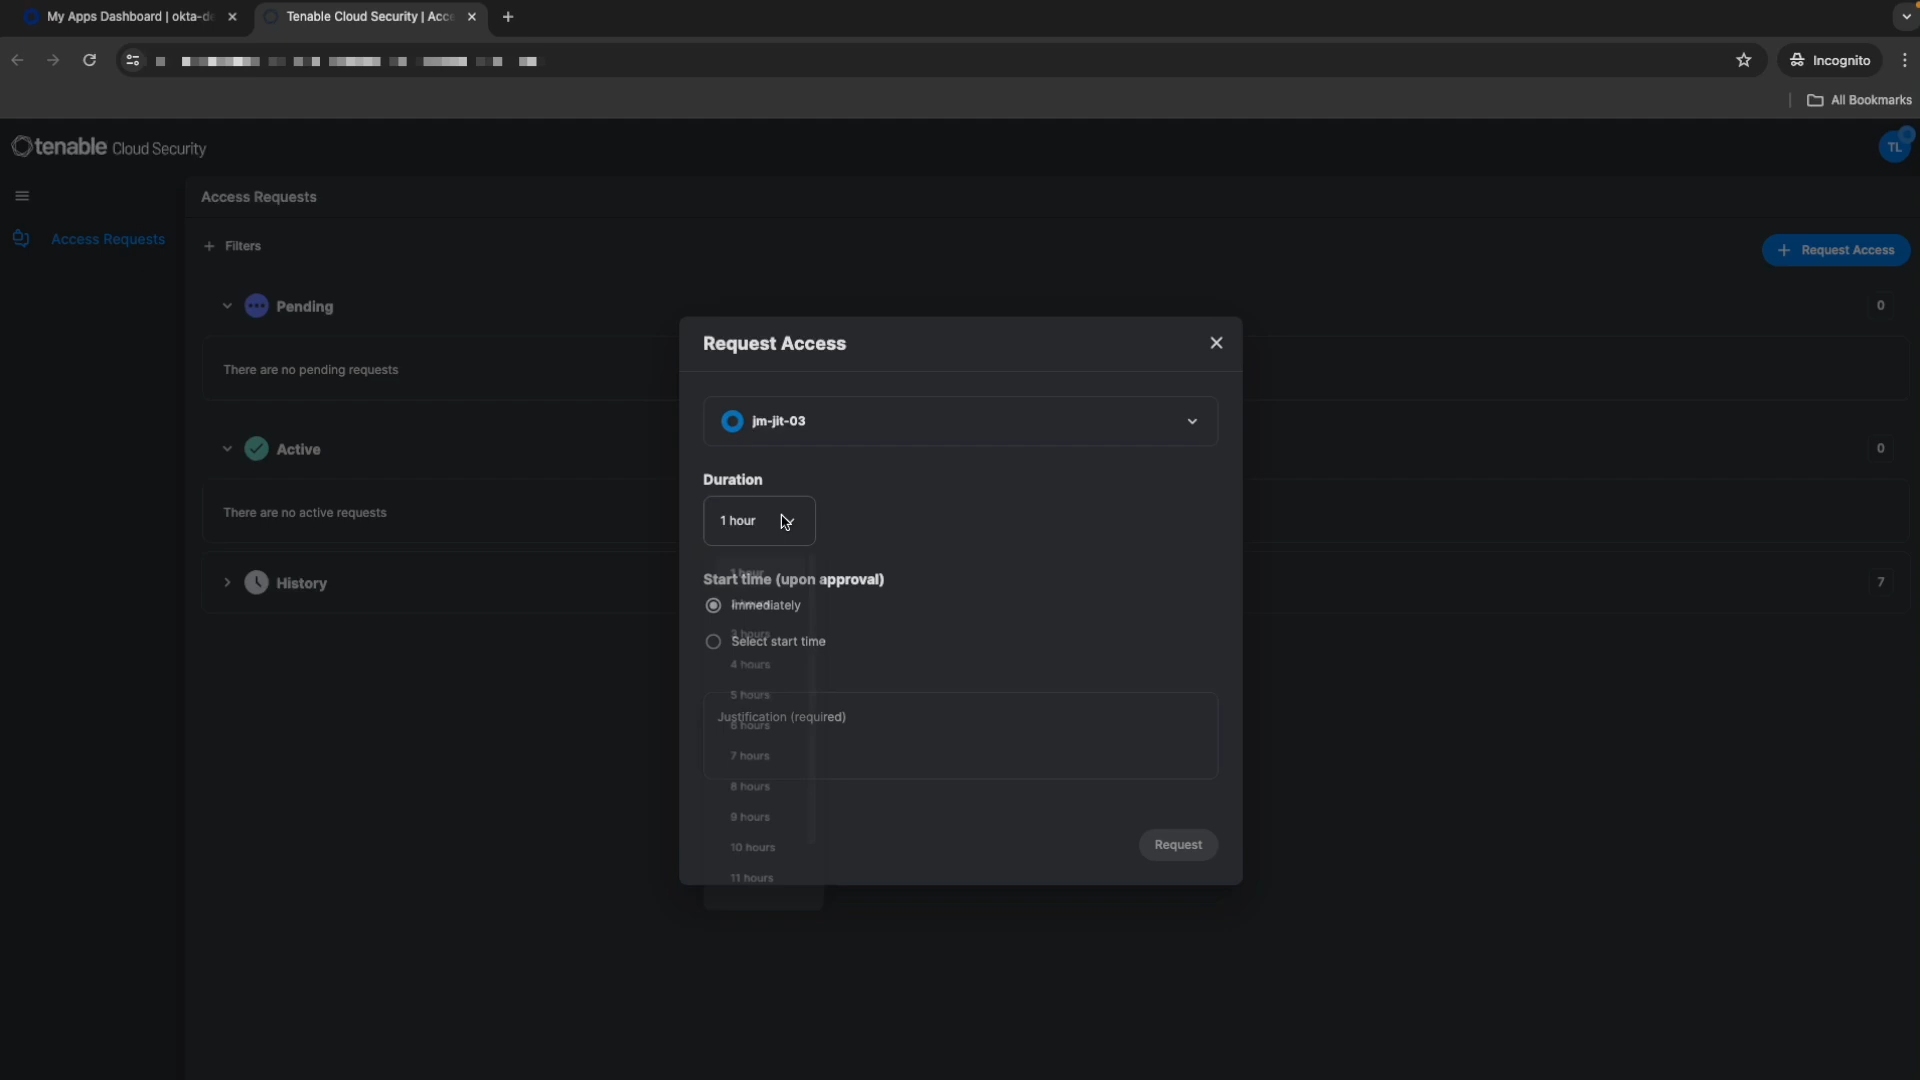 My Apps Dashboard | okta-de
Tenable Cloud Security | Acce
Incognito
All Bookmarks
tenable Cloud Security
TL
Access Requests
Access Requests
Filters
Request Access
Pending
0
There are no pending requests
Active
0
There are no active requests
History
7
Request Access
jm-jit-03
Duration
1 hour
1 hour
Start time (upon approval)
Immediately
3 hours
Select start time
4 hours
5 hours
Justification (required)
6 hours
7 hours
8 hours
9 hours
10 hours
11 hours
Request